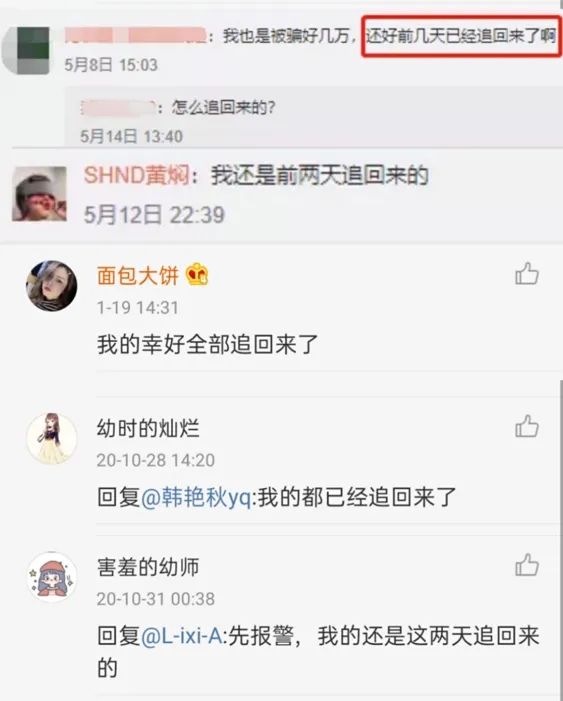 ：我也是被骗好几万，还好前几天已经追回来了啊
5月8日 15:03
：怎么追回来的?
5月14日 13:40
SHND黄焖：我还是前两天追回来的
5月12日 22:39
面包大饼
1-19 14:31
我的幸好全部追回来了
幼时的灿烂
20-10-28 14:20
回复@韩艳秋yq:我的都已经追回来了
害羞的幼师
20-10-31 00:38
回复@L-ixi-A:先报警，我的还是这两天追回来
的